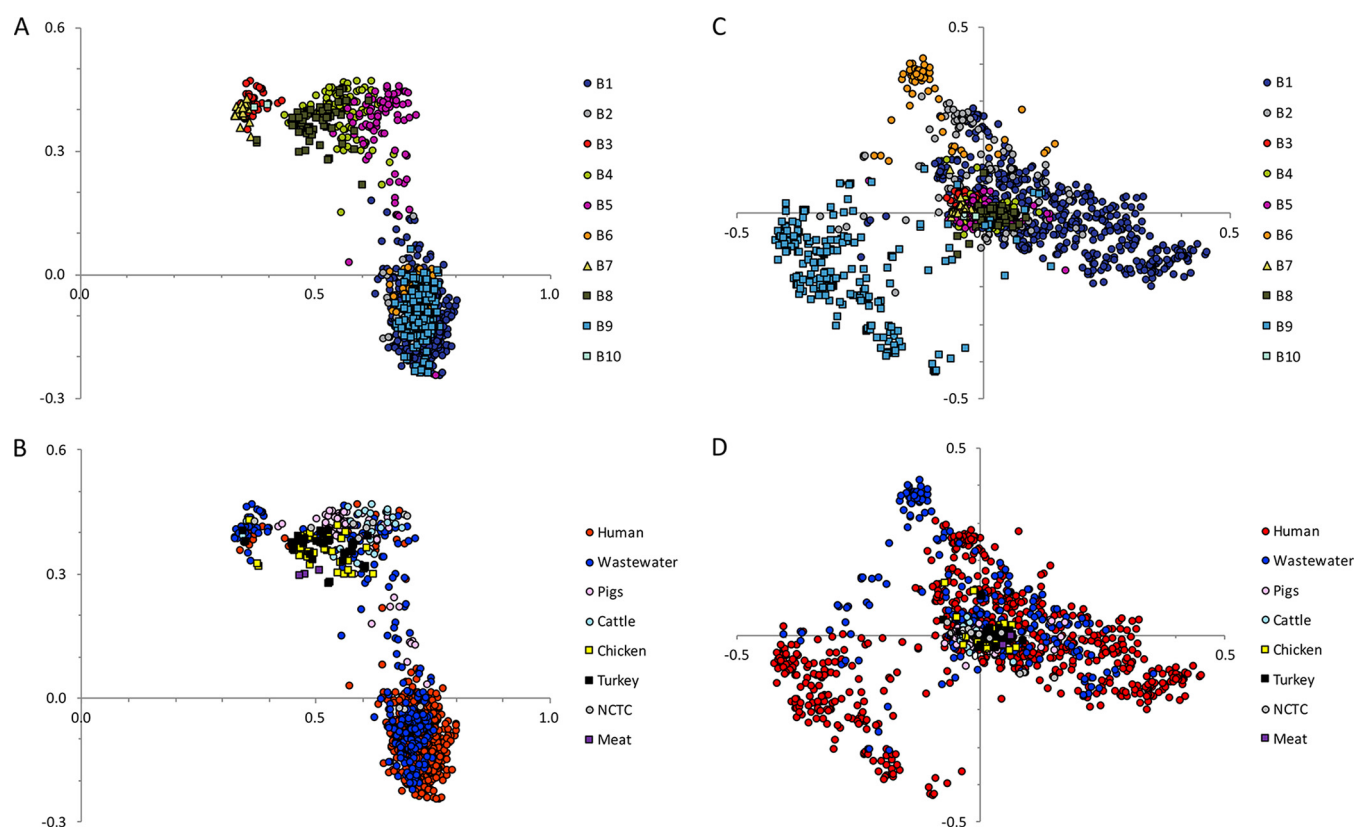 A
0.6
0.3
0.0
-0.3
0.0
0.5
1.0
B1
B2
B3
B4
B5
B6
B7
B8
B9
B10
C
0.5
-0.5
0.5
-0.5
B1
B2
B3
B4
B5
B6
B7
B8
B9
B10
B
0.6
0.3
0.0
-0.3
0.0
0.5
1.0
Human
Wastewater
Pigs
Cattle
Chicken
Turkey
NCTC
Meat
D
0.5
-0.5
0.5
-0.5
Human
Wastewater
Pigs
Cattle
Chicken
Turkey
NCTC
Meat